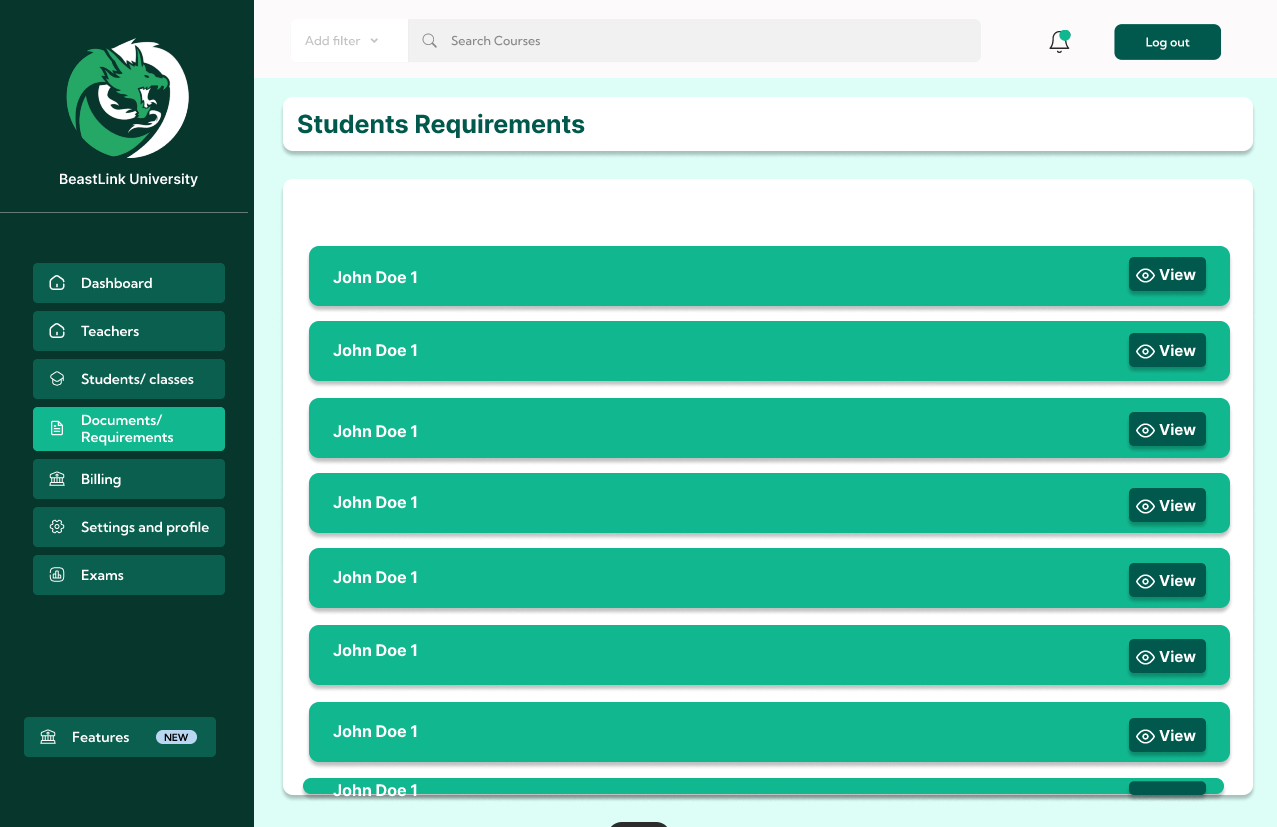 BeastLink University
Dashboard
Teachers
Students/ classes
Documents/
Requirements
Billing
Settings and profile
Exams
Features NEW
Add filter
Search Courses
Log out
Students Requirements
John Doe 1 View
John Doe 1 View
John Doe 1 View
John Doe 1 View
John Doe 1 View
John Doe 1 View
John Doe 1 View
John Doe 1